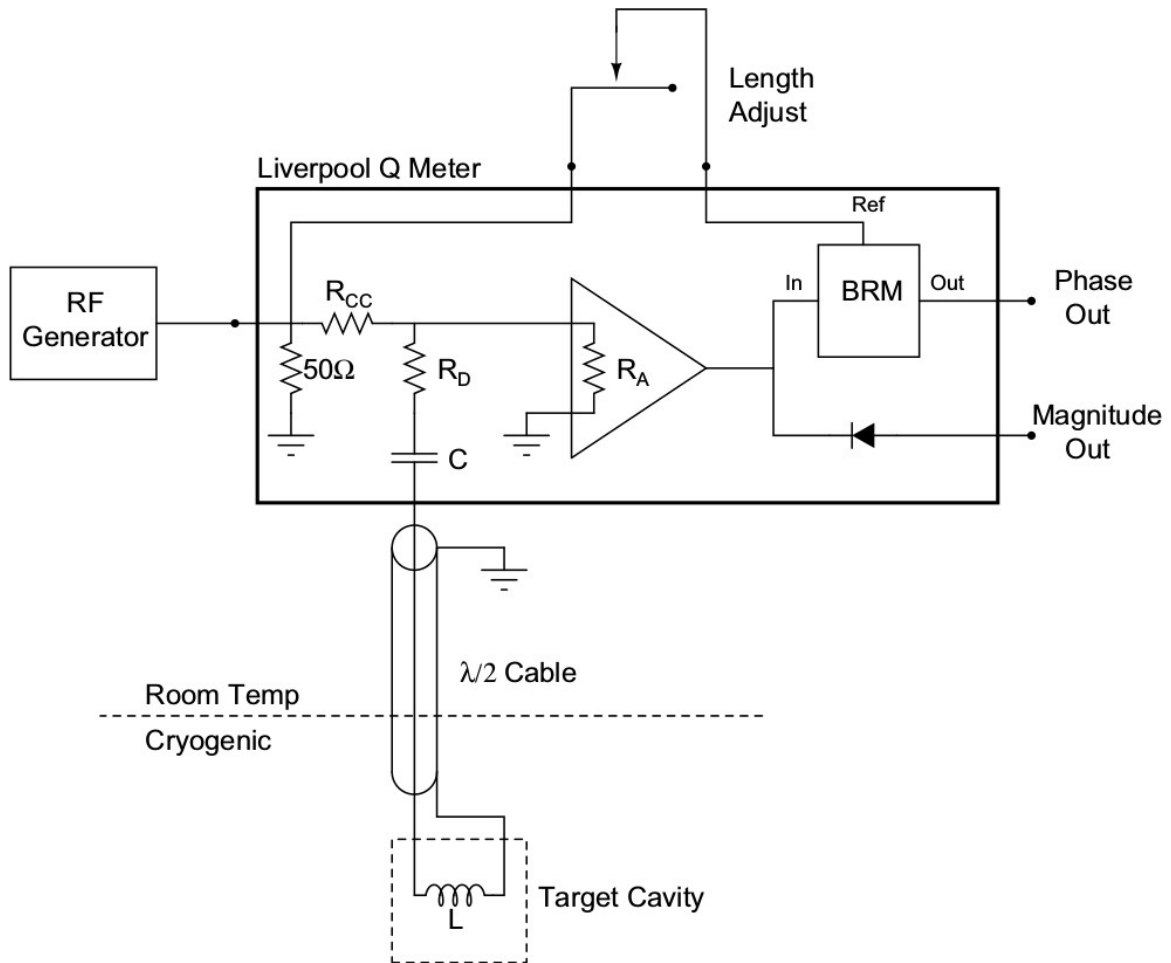 Length
Adjust
Liverpool Q Meter
Ref
RF
Generator
R_CC
In
BRM
Out
Phase
Out
50Ω
R_D
R_A
Magnitude
Out
C
λ/2 Cable
Room Temp
Cryogenic
Target Cavity
L